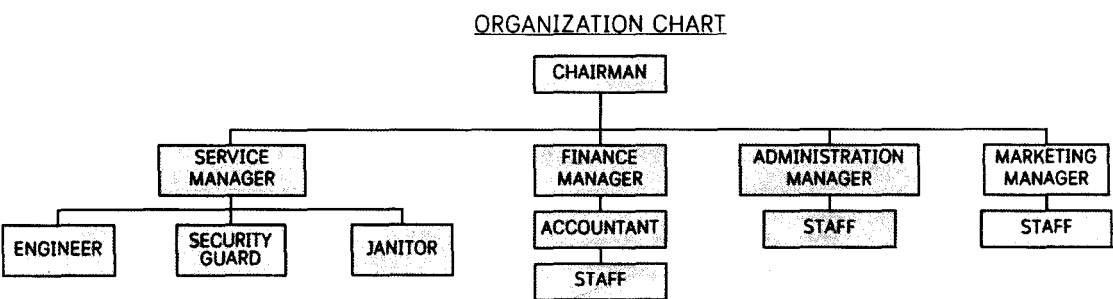 ORGANIZATION CHART
CHAIRMAN
SERVICE
MANAGER
FINANCE
MANAGER
ADMINISTRATION
MANAGER
MARKETING
MANAGER
ENGINEER
SECURITY
GUARD
JANITOR
ACCOUNTANT
STAFF
STAFF
STAFF